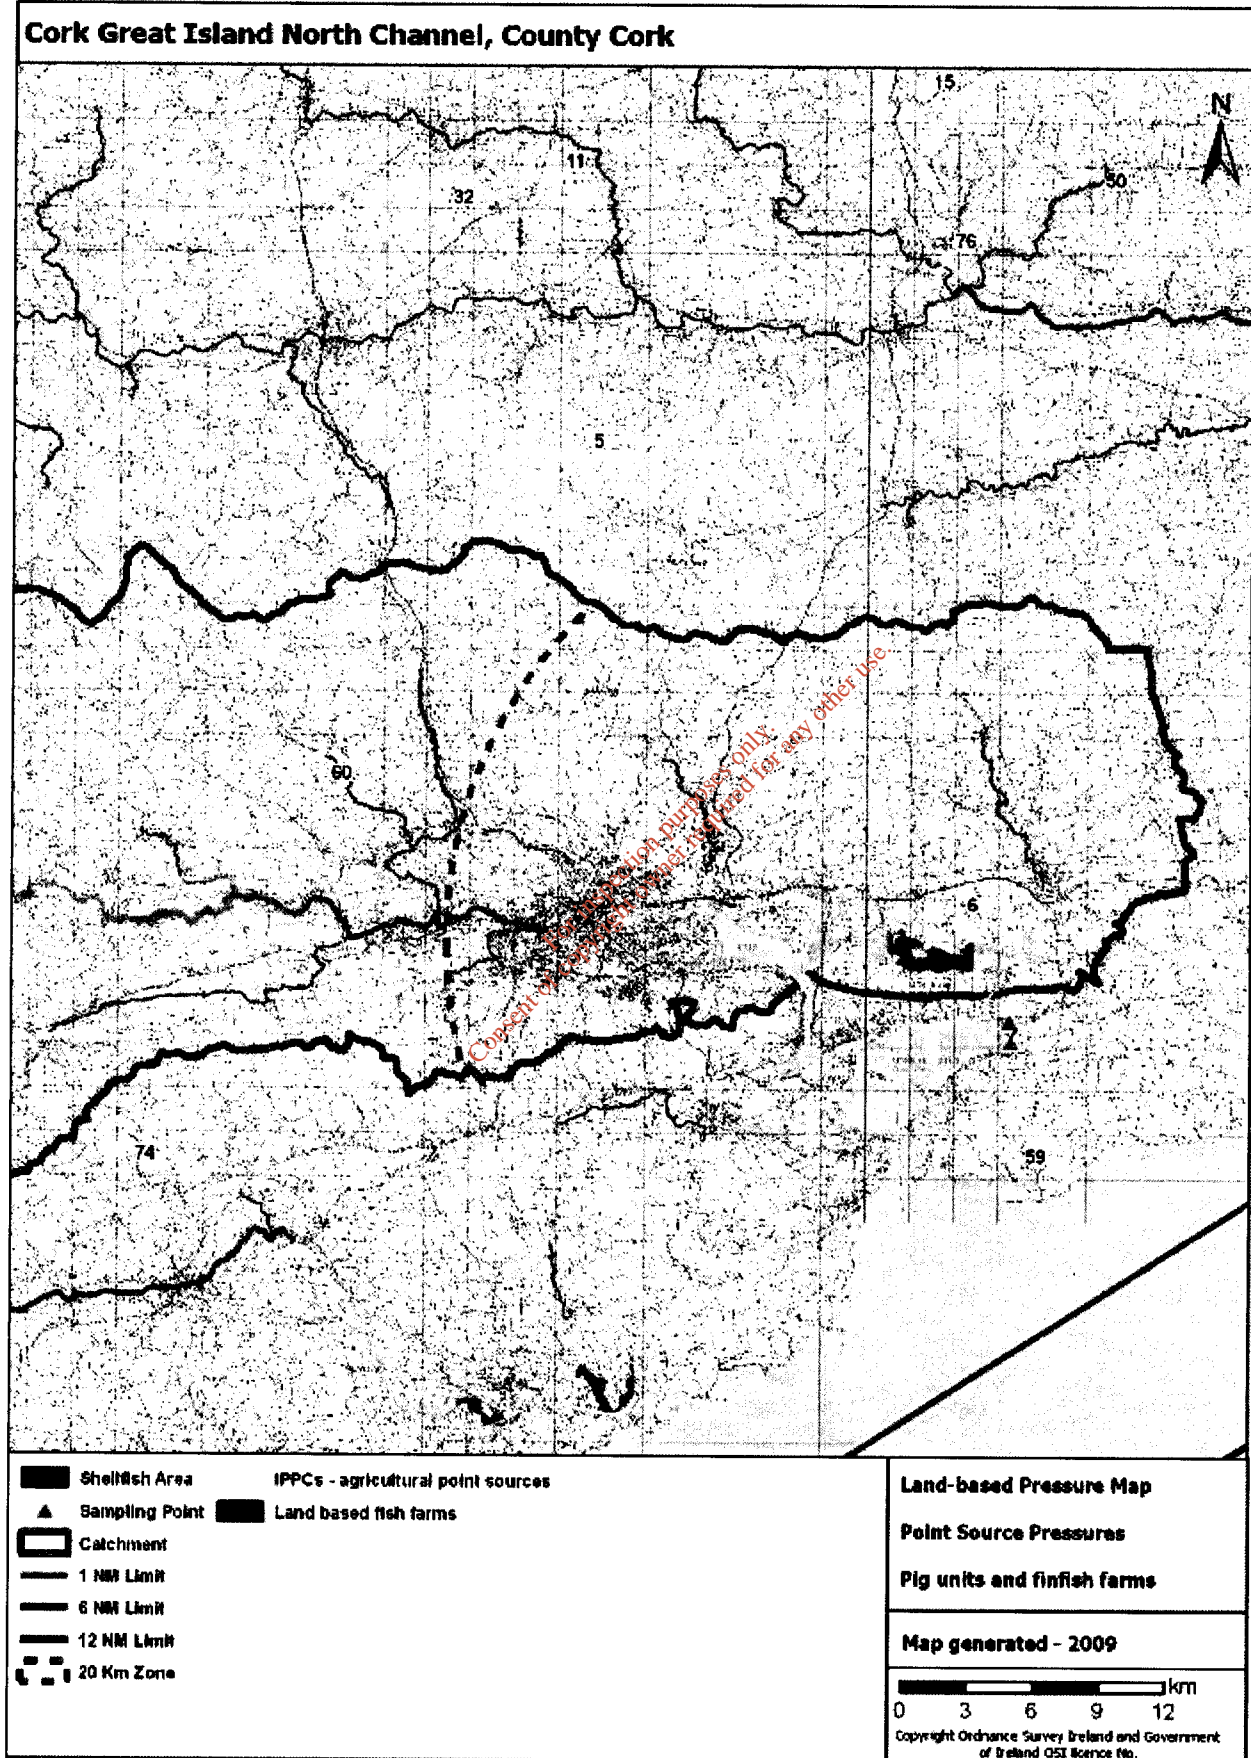 Cork Great Island North Channel, County Cork
15
N
11
50
32
76
5
60
6
7
74
59
For inspection purposes only.
Consent of copyright owner required for any other use.
Shellfish Area
IPPCs - agricultural point sources
Sampling Point
Land based fish farms
Catchment
1 NM Limit
6 NM Limit
12 NM Limit
20 Km Zone
Land-based Pressure Map
Point Source Pressures
Pig units and finfish farms
Map generated - 2009
km
0 3 6 9 12
Copyright Ordnance Survey Ireland and Government
of Ireland OSI licence No.